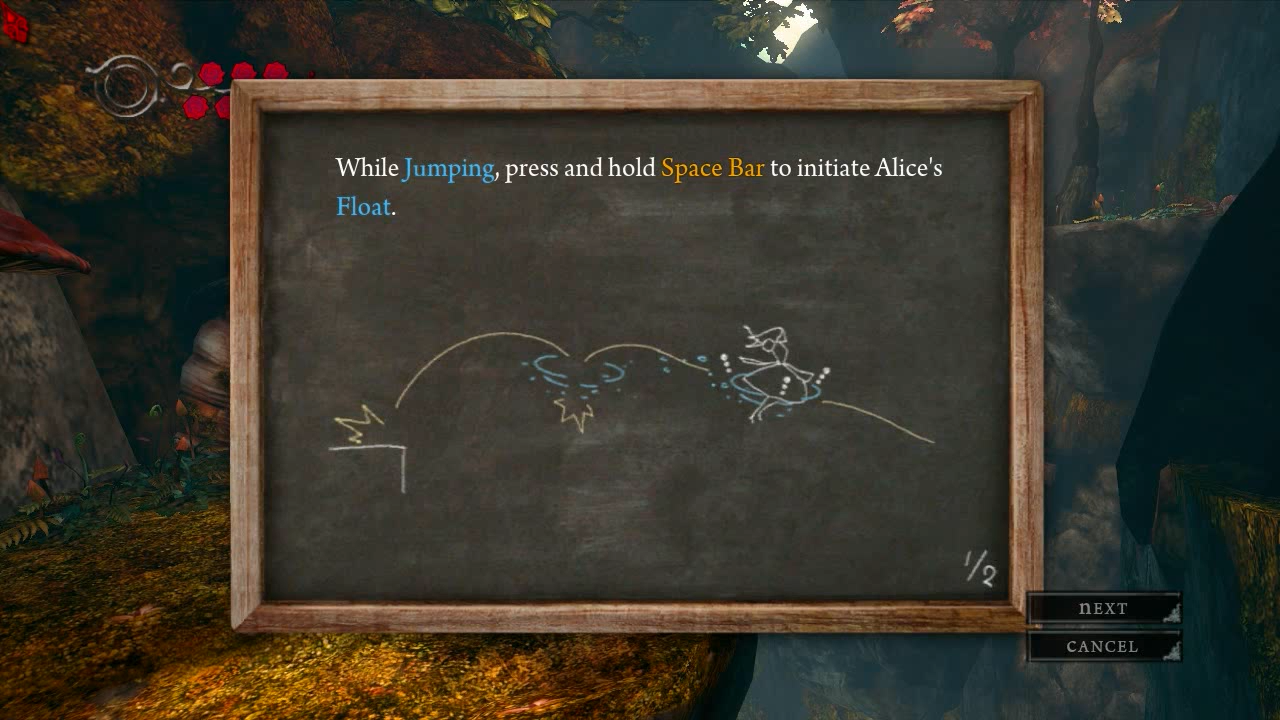 While Jumping, press and hold Space Bar to initiate Alice's
Float.
1/2
NEXT
CANCEL